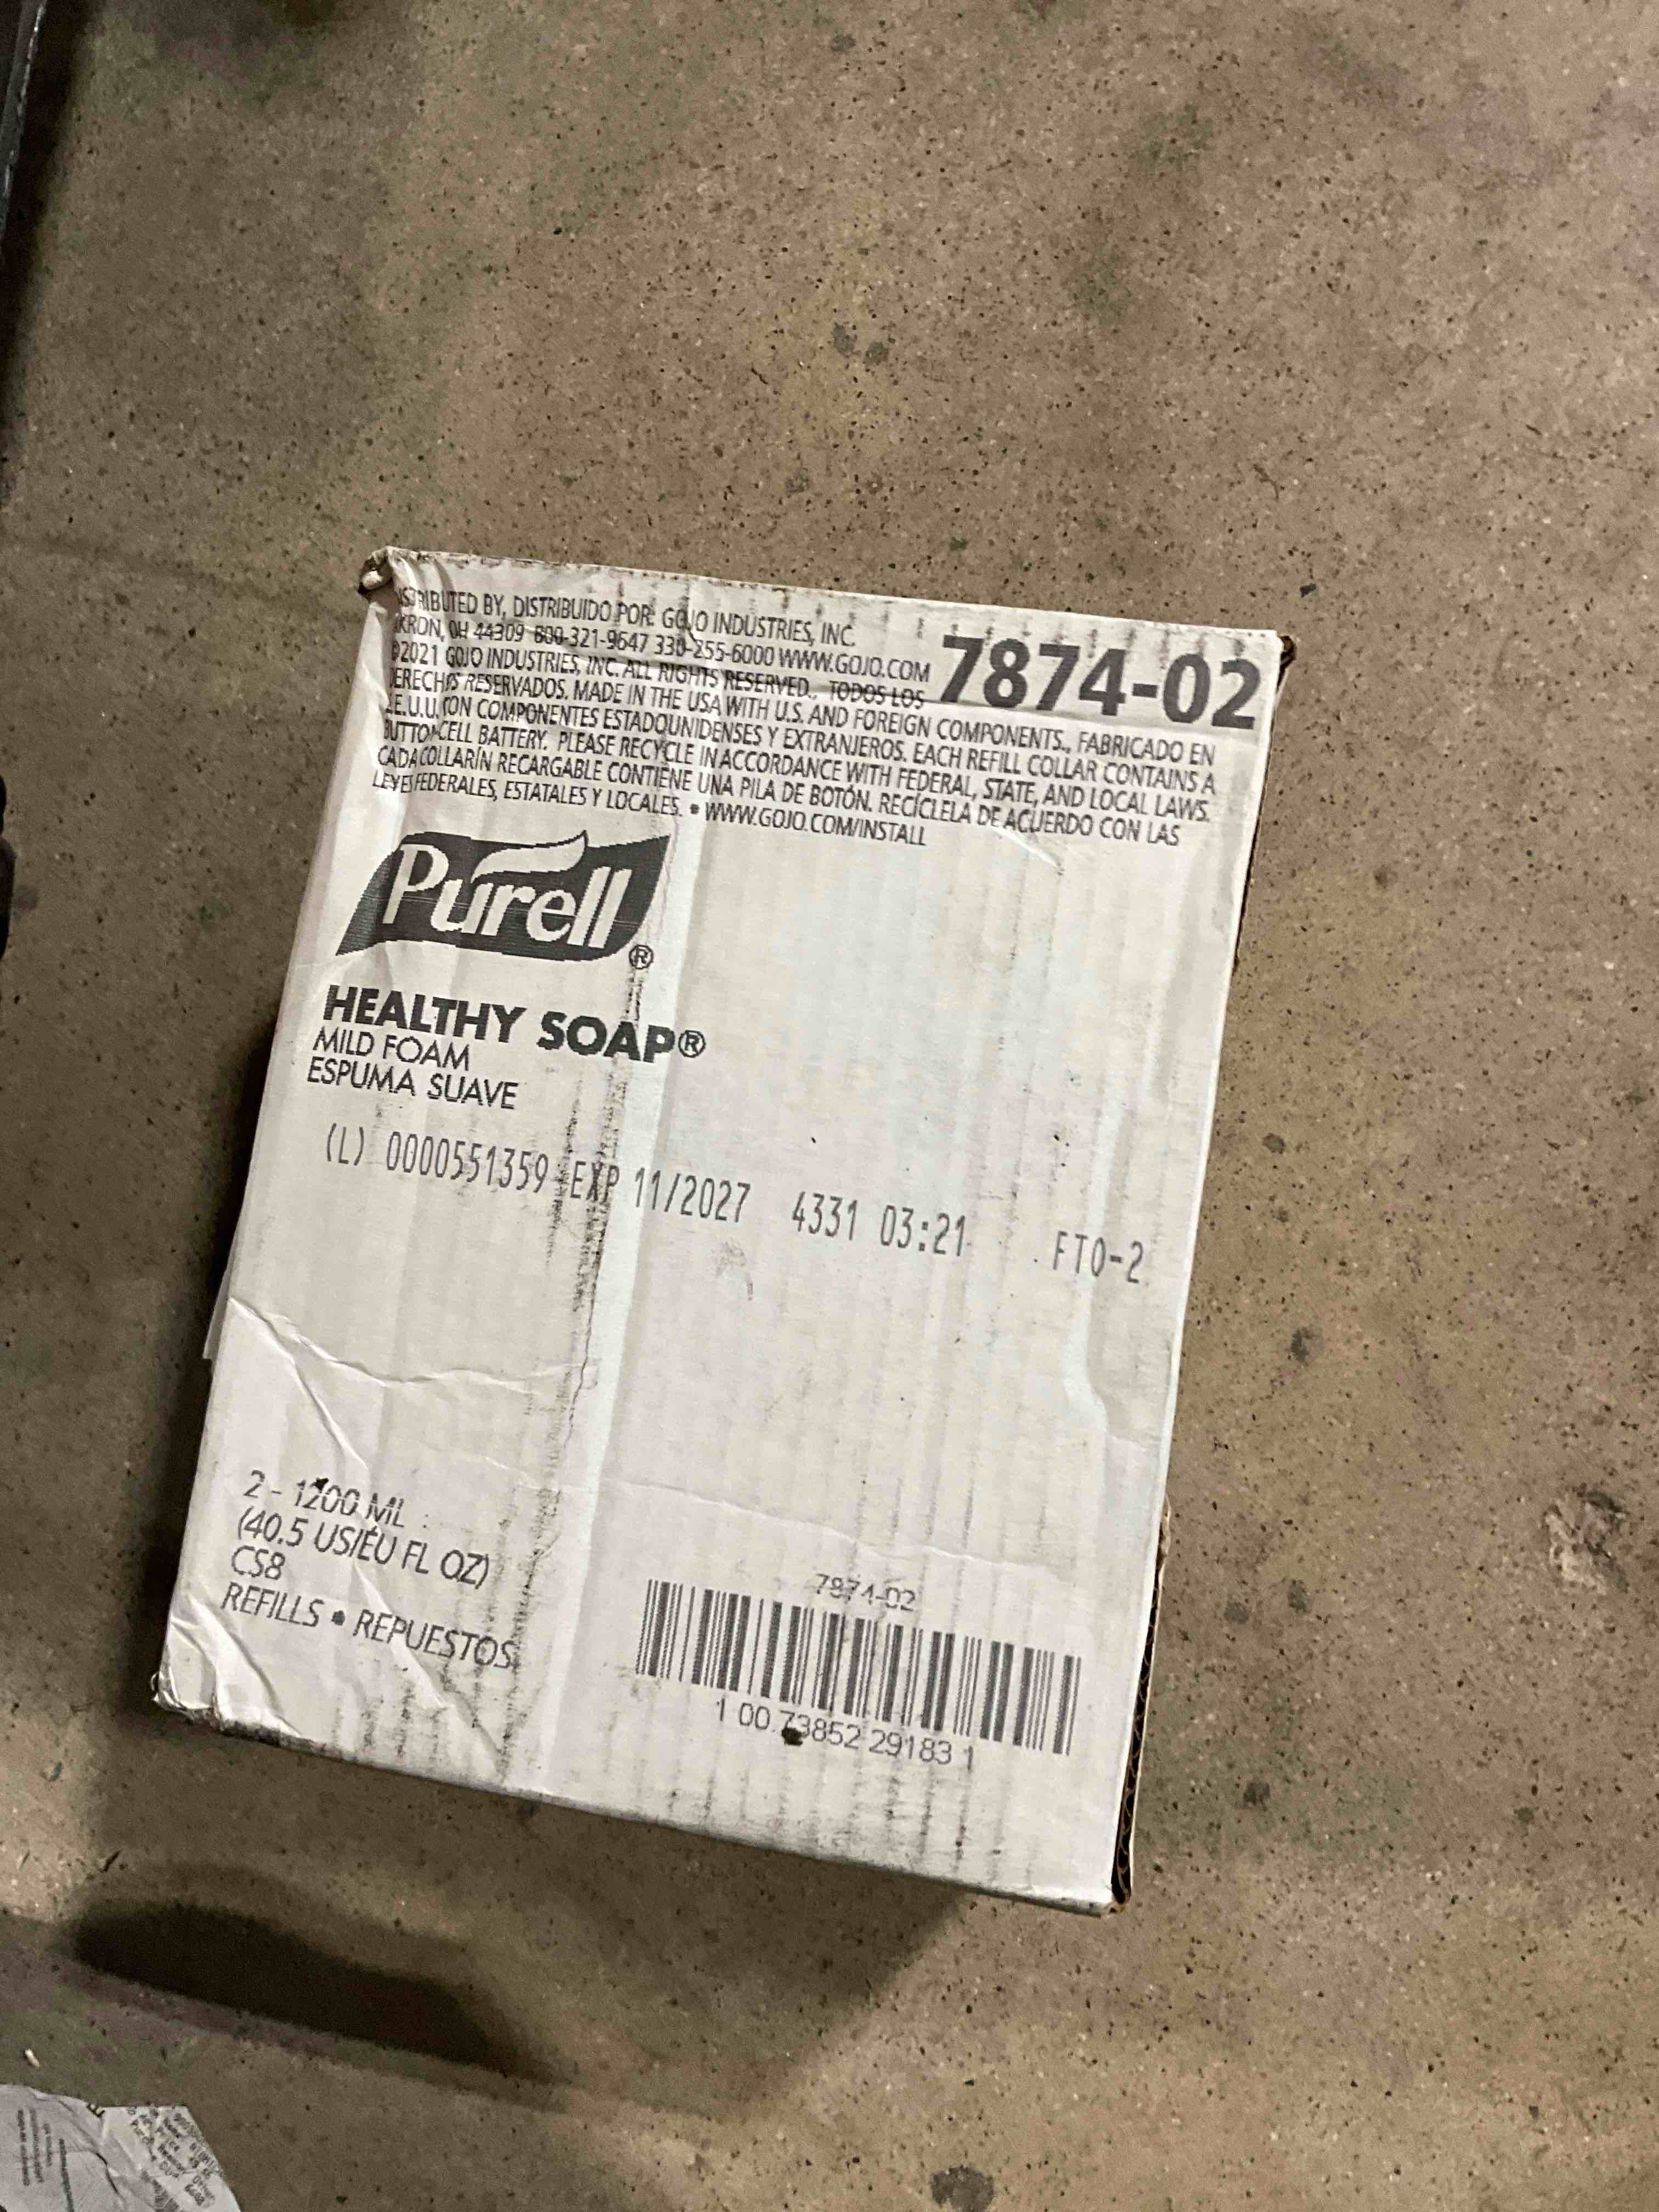 DISTRIBUTED BY, DISTRIBUIDO POR: GOJO INDUSTRIES, INC.
AKRON, OH 44309 800-321-9647 330-255-6000 WWW.GOJO.COM
©2021 GOJO INDUSTRIES, INC. ALL RIGHTS RESERVED., TODOS LOS
DERECHOS RESERVADOS. MADE IN THE USA WITH U.S. AND FOREIGN COMPONENTS., FABRICADO EN
E.E.U.U. CON COMPONENTES ESTADOUNIDENSES Y EXTRANJEROS. EACH REFILL COLLAR CONTAINS A
BUTTON CELL BATTERY. PLEASE RECYCLE IN ACCORDANCE WITH FEDERAL, STATE, AND LOCAL LAWS.
CADA COLLARÍN RECARGABLE CONTIENE UNA PILA DE BOTÓN. RECÍCLELA DE ACUERDO CON LAS
LEYES FEDERALES, ESTATALES Y LOCALES. • WWW.GOJO.COM/INSTALL
7874-02
Purell®
HEALTHY SOAP®
MILD FOAM
ESPUMA SUAVE
(L) 0000551359 EXP 11/2027 4331 03:21 FTO-2
2 - 1200 ML
(40.5 US/EU FL OZ)
CS8
REFILLS • REPUESTOS
7874-02
1 00 73852 29183 1